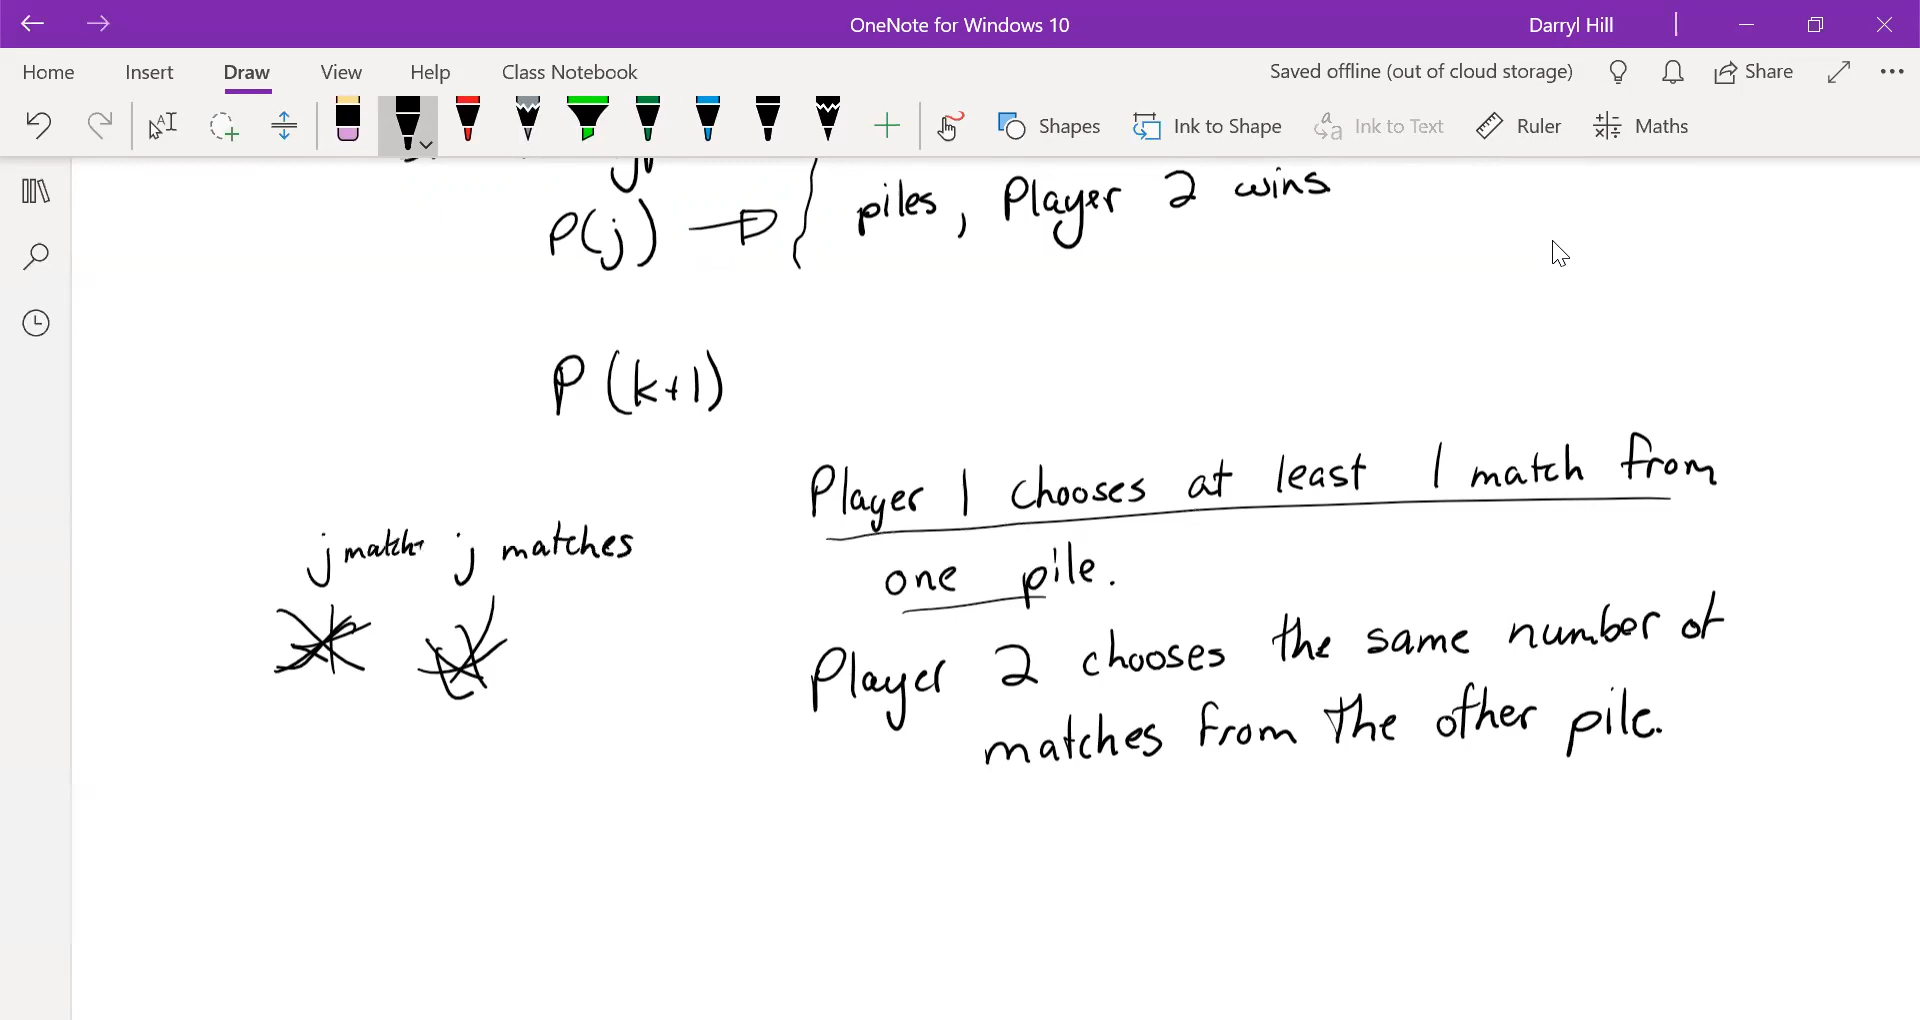 OneNote for Windows 10
Darryl Hill
Home Insert Draw View Help Class Notebook
Saved offline (out of cloud storage)
Share
Shapes
Ink to Shape
Ink to Text
Ruler
Maths
piles, Player 2 wins
P(j)
P(k+1)
Player 1 chooses at least 1 match from
one pile.
j match j matches
Player 2 chooses the same number of
matches from the other pile.